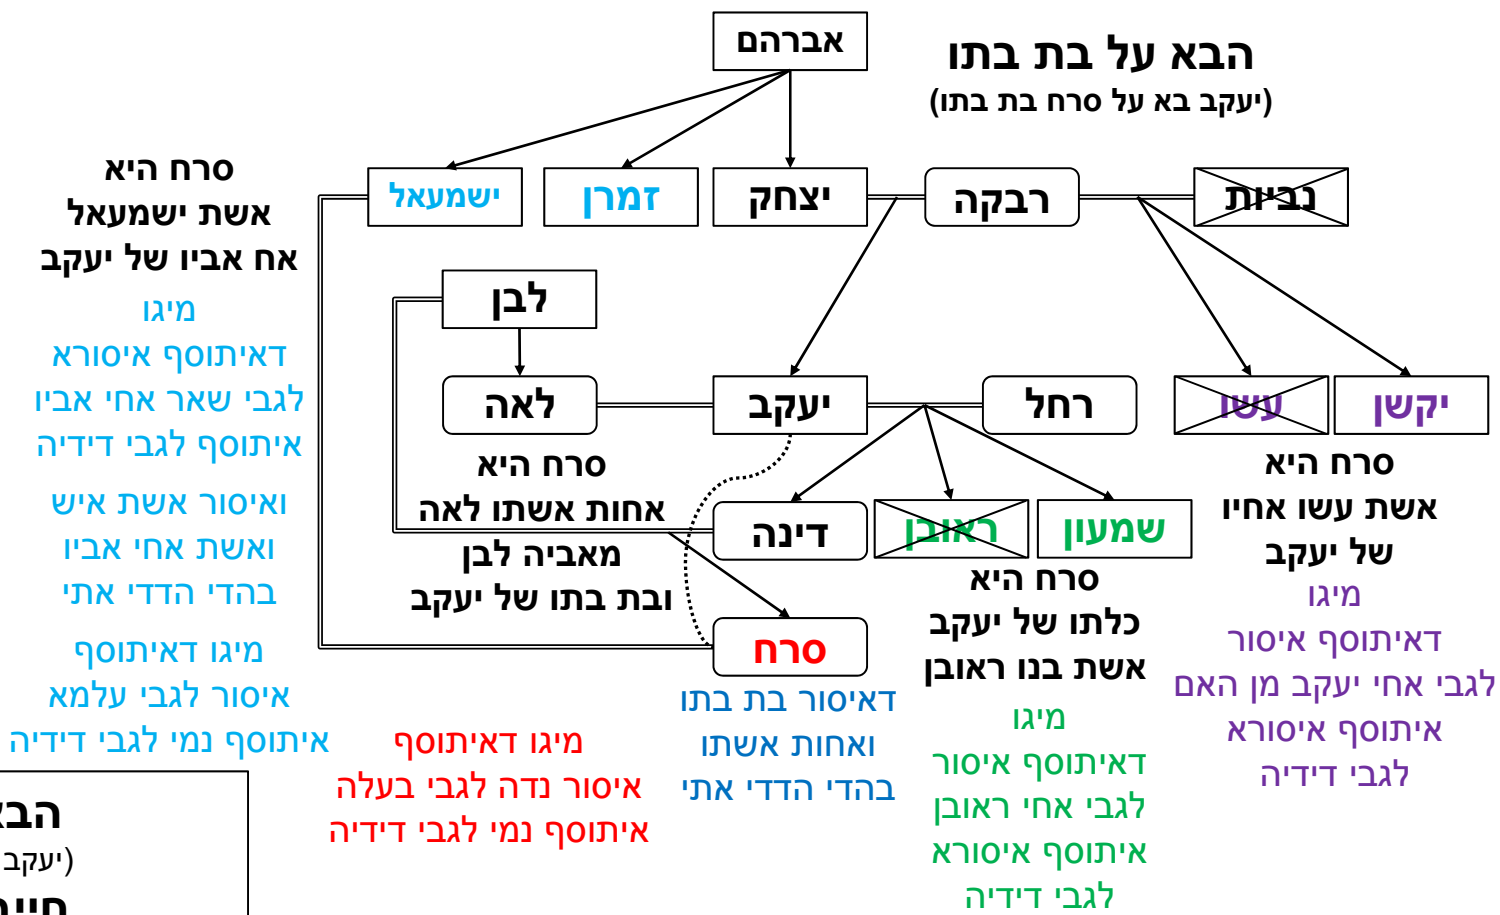 אברהם
הבא על בת בתו
(יעקב בא על סרח בת בתו)
נביות
רבקה
יצחק
זמרן
ישמעאל
סרח היא
אשת ישמעאל
אח אביו של יעקב
מיגו
דאיתוסף איסורא
לגבי שאר אחי אביו
איתוסף לגבי דידיה
ואיסור אשת איש
ואשת אחי אביו
בהדי הדדי אתי
מיגו דאיתוסף
איסור לגבי עלמא
איתוסף נמי לגבי דידיה
לבן
יקשן
עשו
רחל
יעקב
לאה
סרח היא
אשת עשו אחיו
של יעקב
מיגו
דאיתוסף איסור
לגבי אחי יעקב מן האם
איתוסף איסורא
לגבי דידיה
סרח היא
אחות אשתו לאה
מאביה לבן
ובת בתו של יעקב
שמעון
ראובן
דינה
סרח היא
כלתו של יעקב
אשת בנו ראובן
מיגו
דאיתוסף איסור
לגבי אחי ראובן
איתוסף איסורא
לגבי דידיה
סרח
דאיסור בת בתו
ואחות אשתו
בהדי הדדי אתי
מיגו דאיתוסף
איסור נדה לגבי בעלה
איתוסף נמי לגבי דידיה
(יעקב